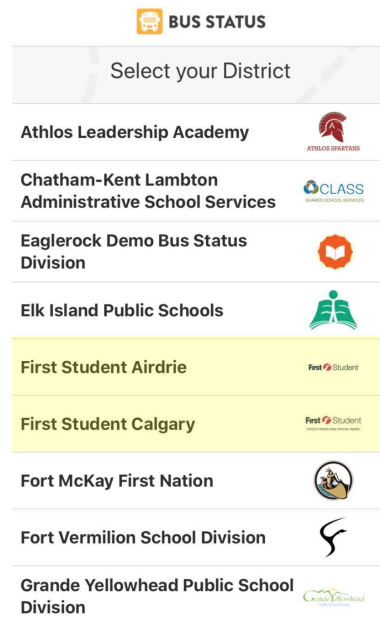 BUS STATUS
Select your District
Athlos Leadership Academy
ATHLOS SPARTANS
Chatham-Kent Lambton
Administrative School Services
CLASS
SHARED SCHOOL SERVICES
Eaglerock Demo Bus Status
Division
Elk Island Public Schools
First Student Airdrie
First Student
First Student Calgary
First Student
Fort McKay First Nation
Fort Vermilion School Division
Grande Yellowhead Public School
Division
Grande Yellowhead